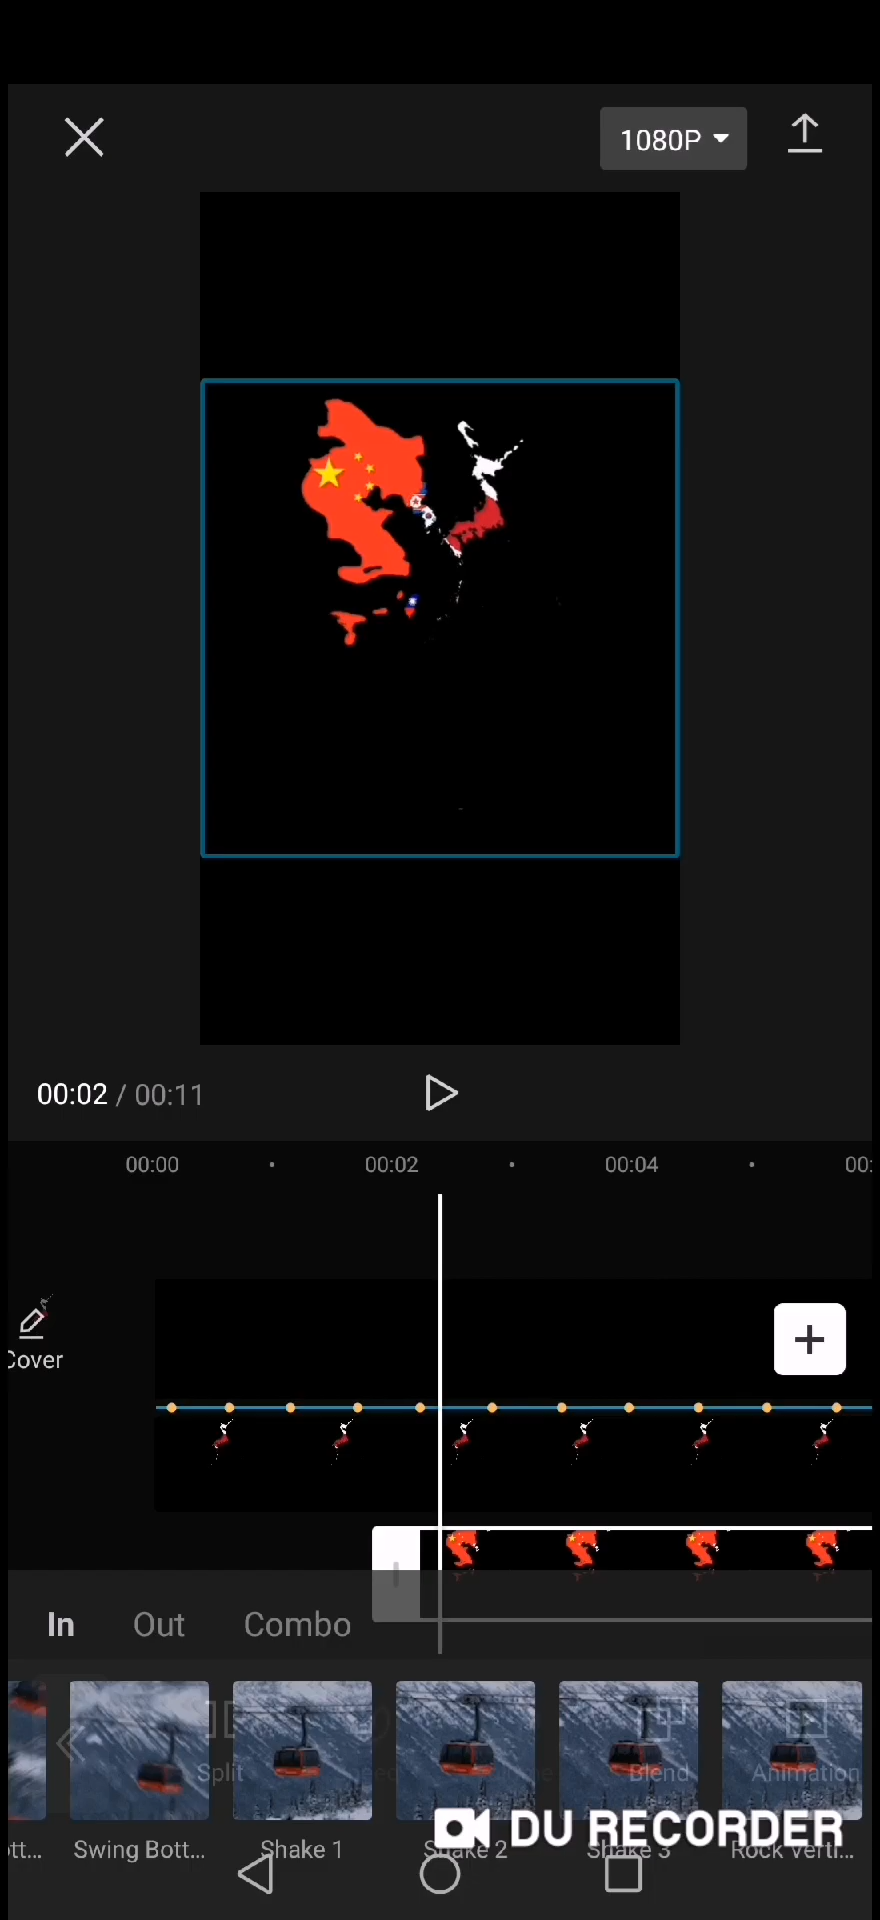 1080P
00:02 / 00:11
00:00
00:02
00:04
00:
Cover
In
Out
Combo
Split
Blend
Animation
DU RECORDER
ott...
Swing Bott...
Shake 1
Shake 2
Shake 3
Rock Verti...